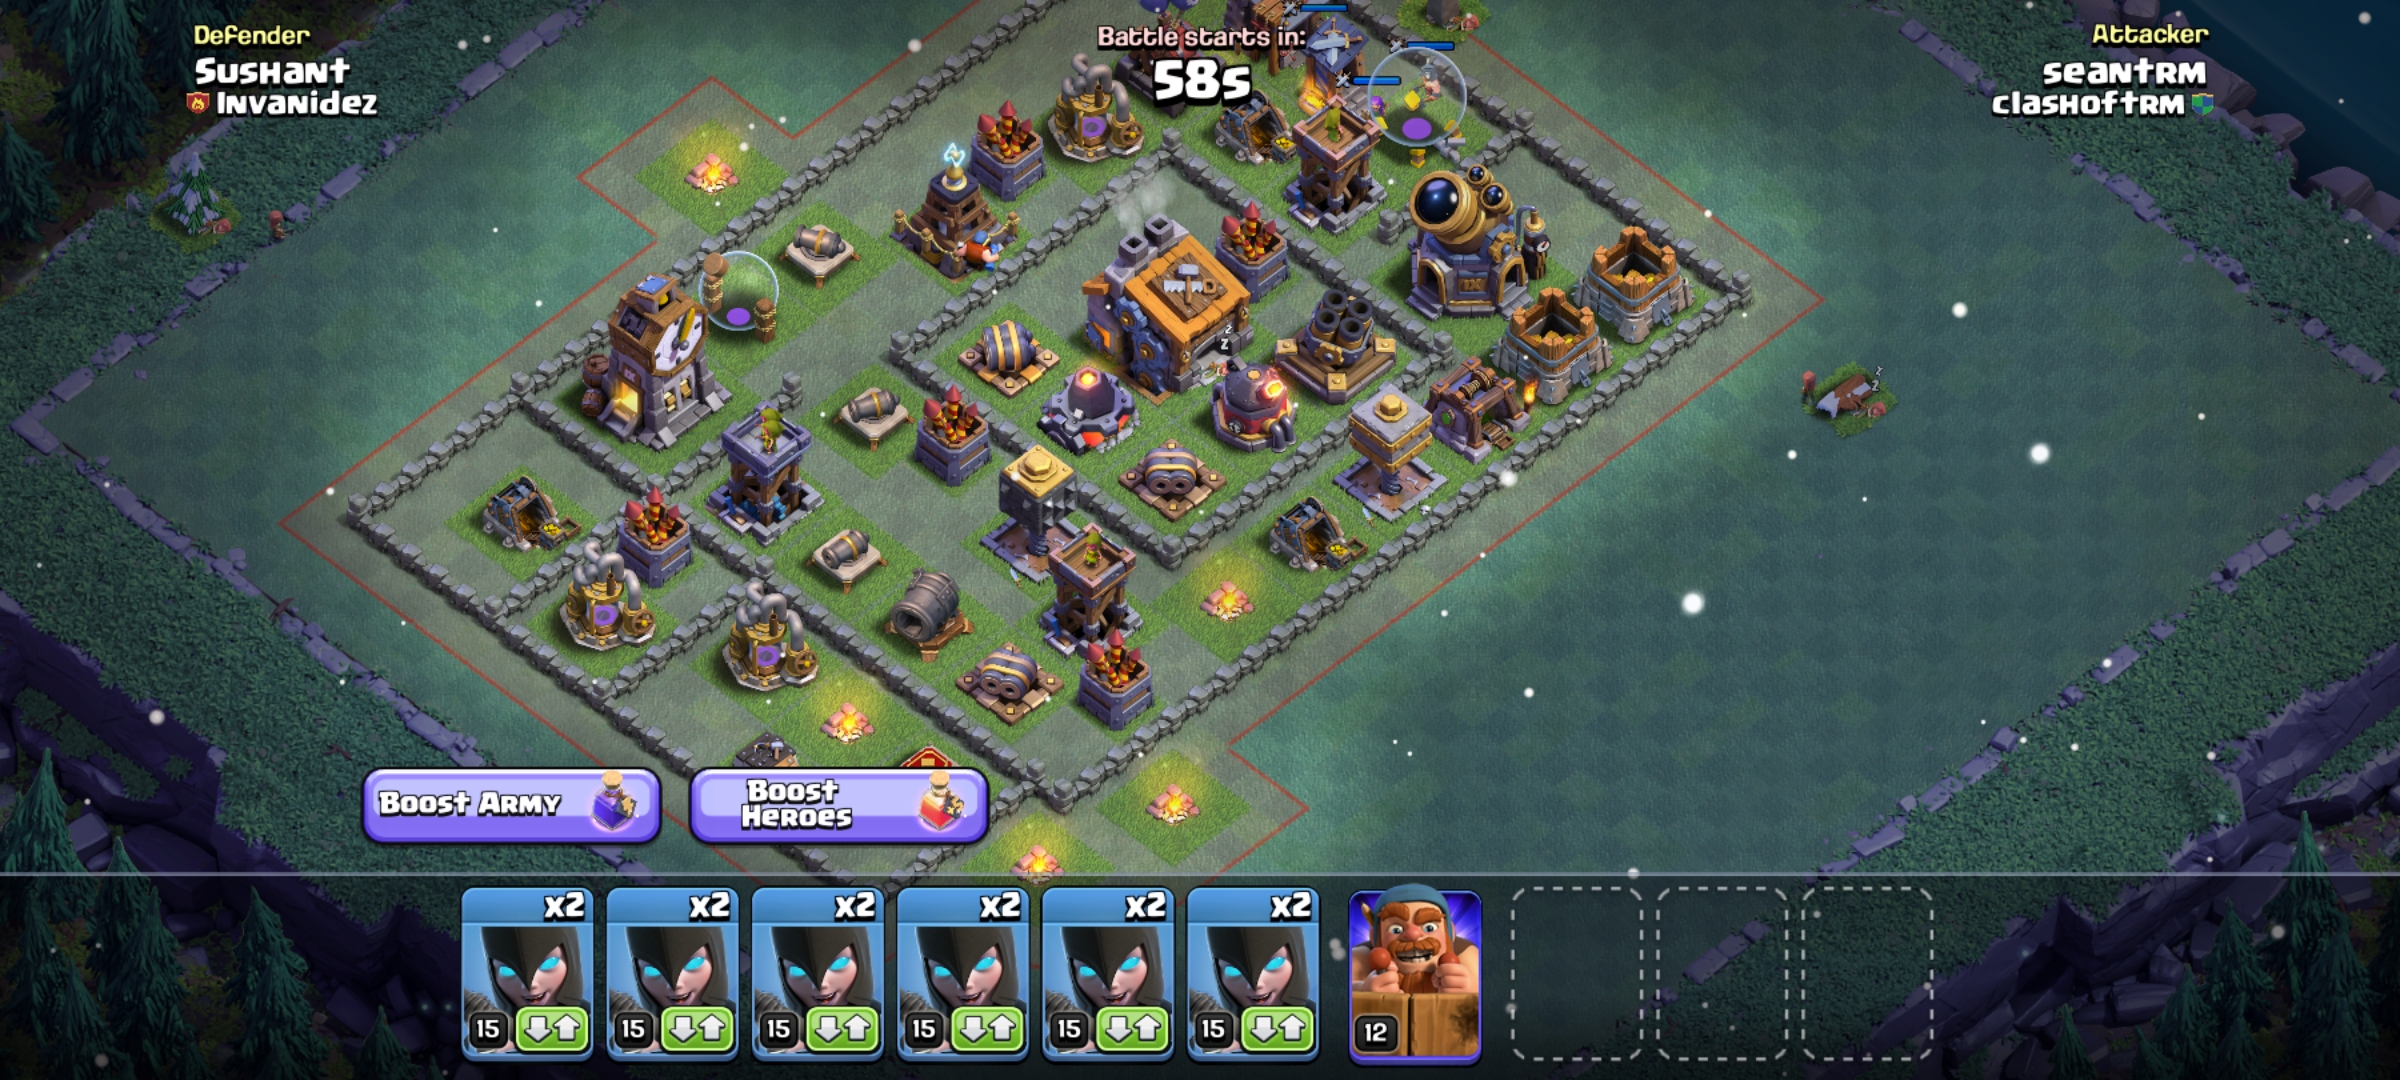 Defender
Sushant
Invanidez
Battle starts in:
58s
Attacker
seantRM
clashoftRM
z
z
z
z
IX
Boost Army
Boost
Heroes
x2
x2
x2
x2
x2
x2
15
15
15
15
15
15
12